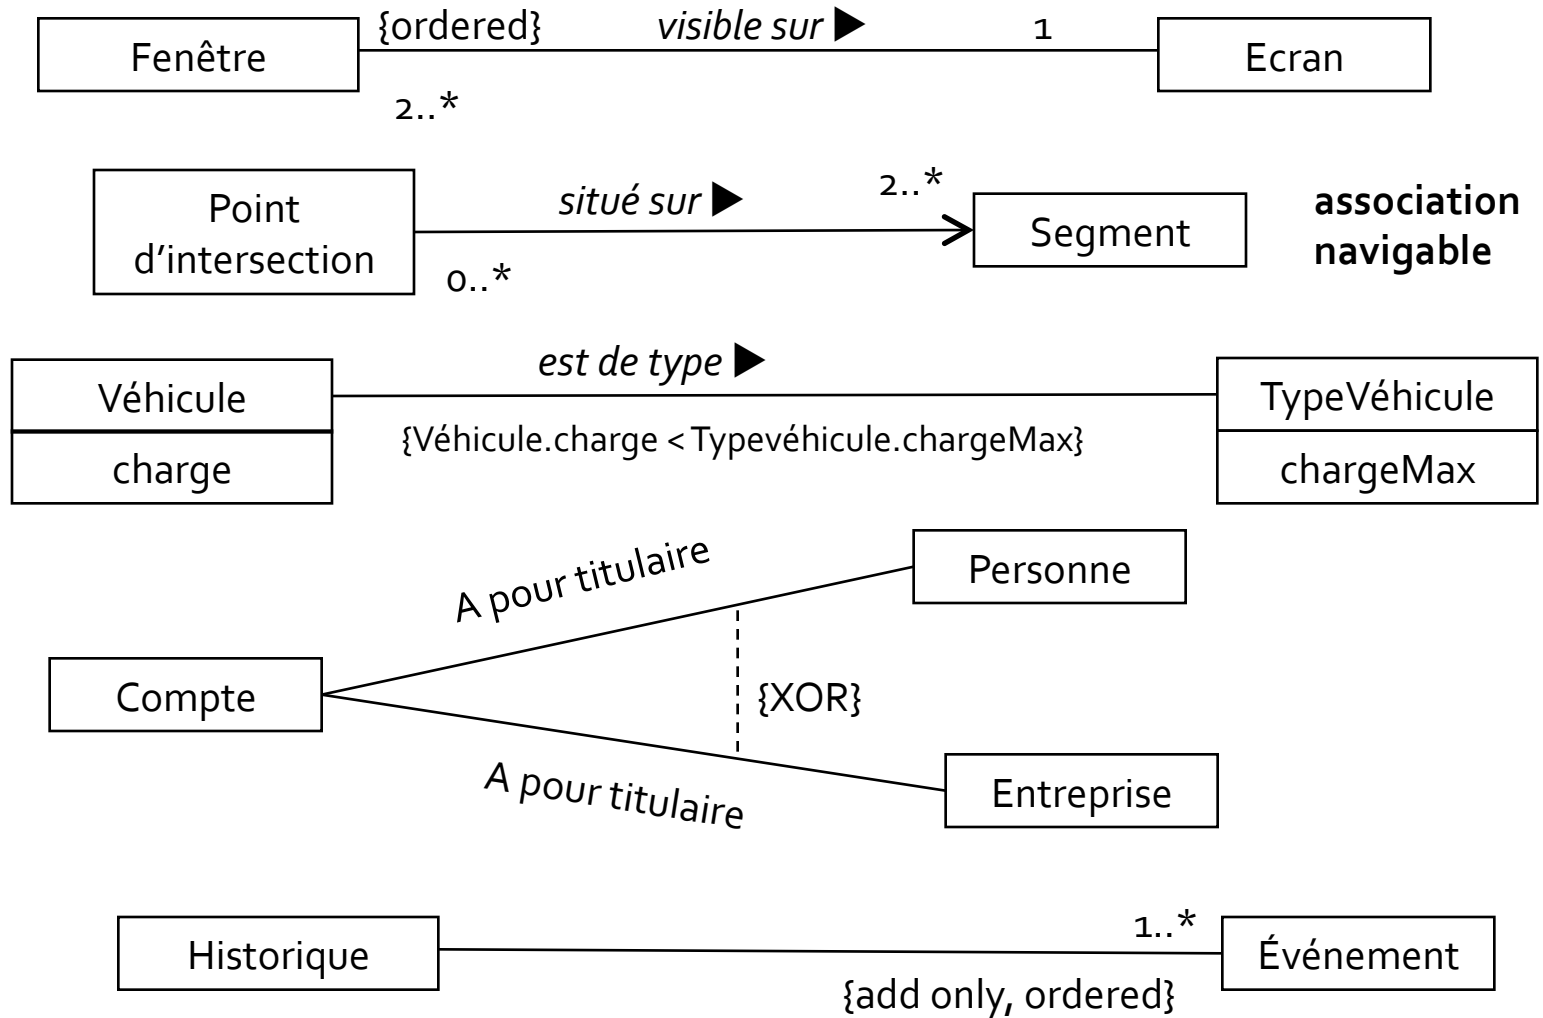 {ordered}
visible sur ▶
1
Fenêtre
Ecran
2..*
Point
d’intersection
situé sur ▶
2..*
Segment
0..*
association
navigable
est de type ▶
Véhicule
charge
{Véhicule.charge < Typevéhicule.chargeMax}
TypeVéhicule
chargeMax
A pour titulaire
Personne
Compte
{XOR}
A pour titulaire
Entreprise
Historique
1..*
Événement
{add only, ordered}